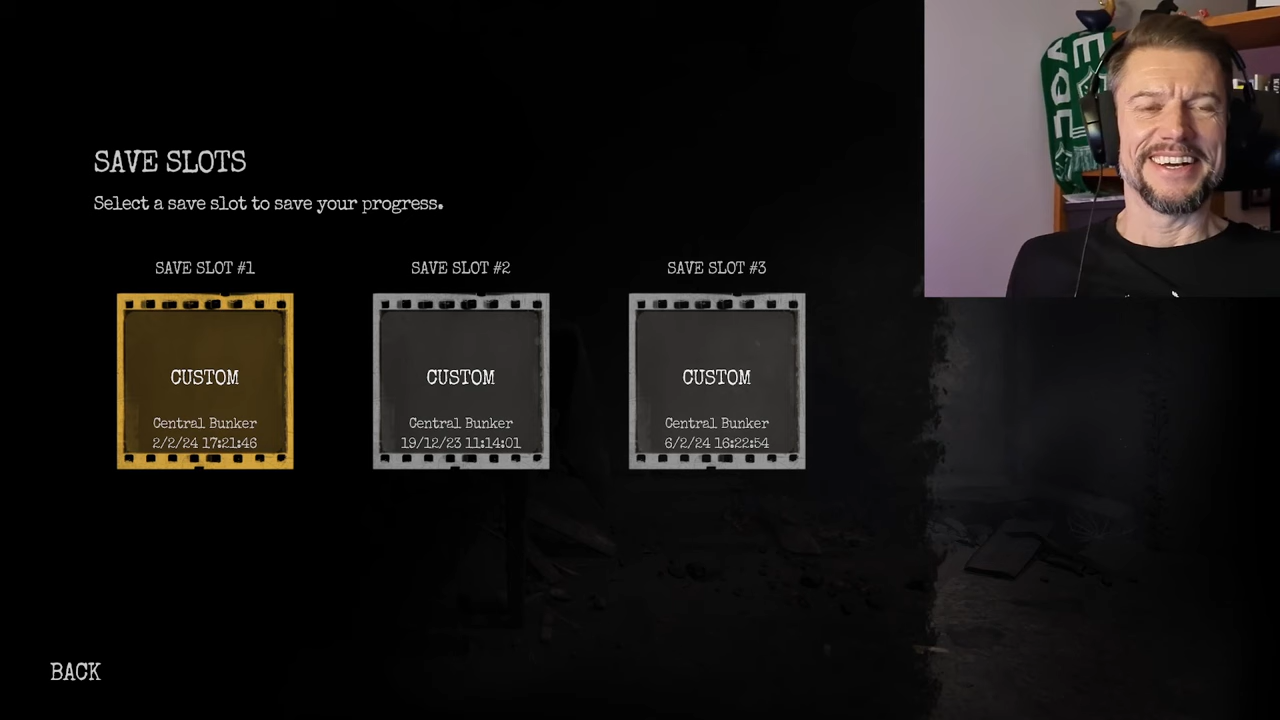 SAVE SLOTS
Select a save slot to save your progress.
SAVE SLOT #1
SAVE SLOT #2
SAVE SLOT #3
CUSTOM
CUSTOM
CUSTOM
Central Bunker
Central Bunker
Central Bunker
2/2/24 17:21:46
19/12/23 11:14:01
6/2/24 16:22:54
BACK